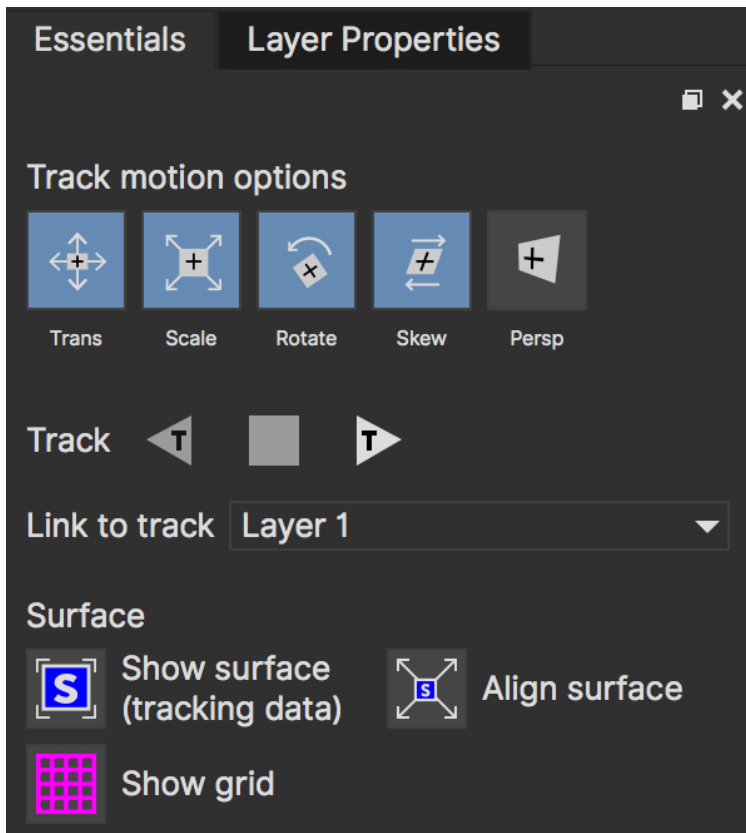 Essentials Layer Properties
Track motion options
Trans Scale Rotate Skew Persp
Track T T
Link to track Layer 1
Surface
S Show surface
(tracking data)
S Align surface
Show grid